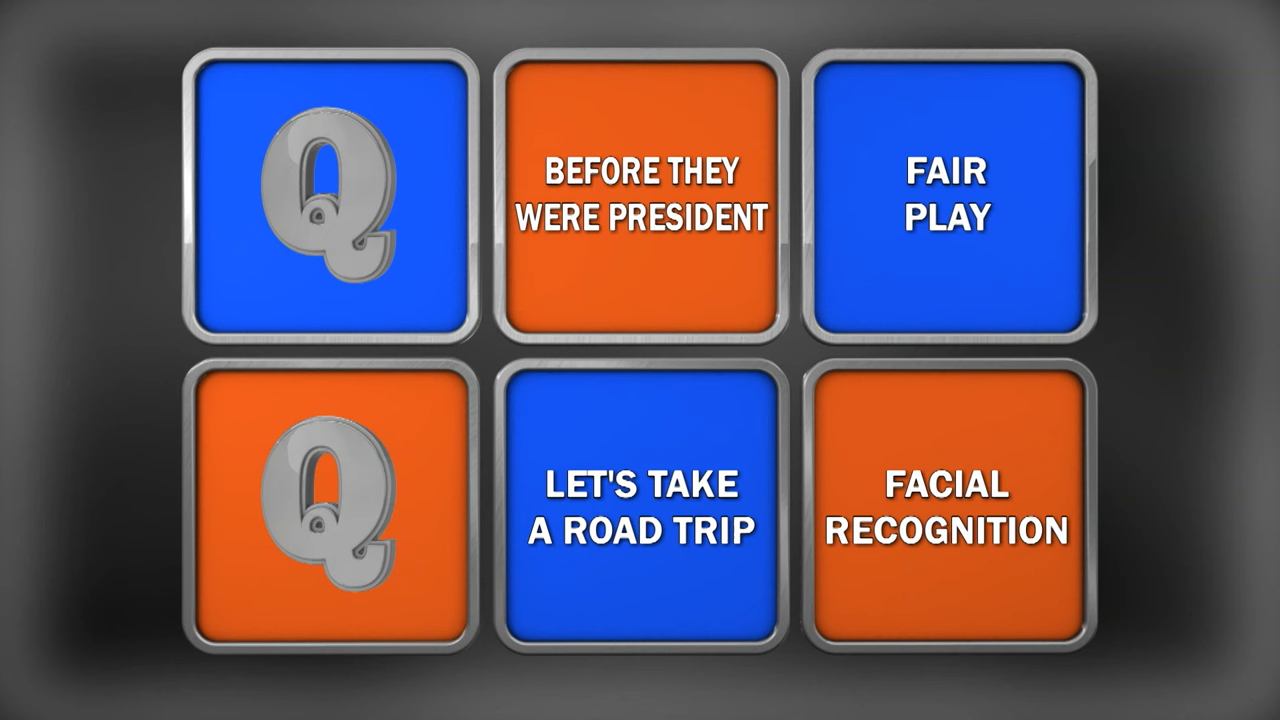 Q
BEFORE THEY
WERE PRESIDENT
FAIR
PLAY
Q
LET'S TAKE
A ROAD TRIP
FACIAL
RECOGNITION